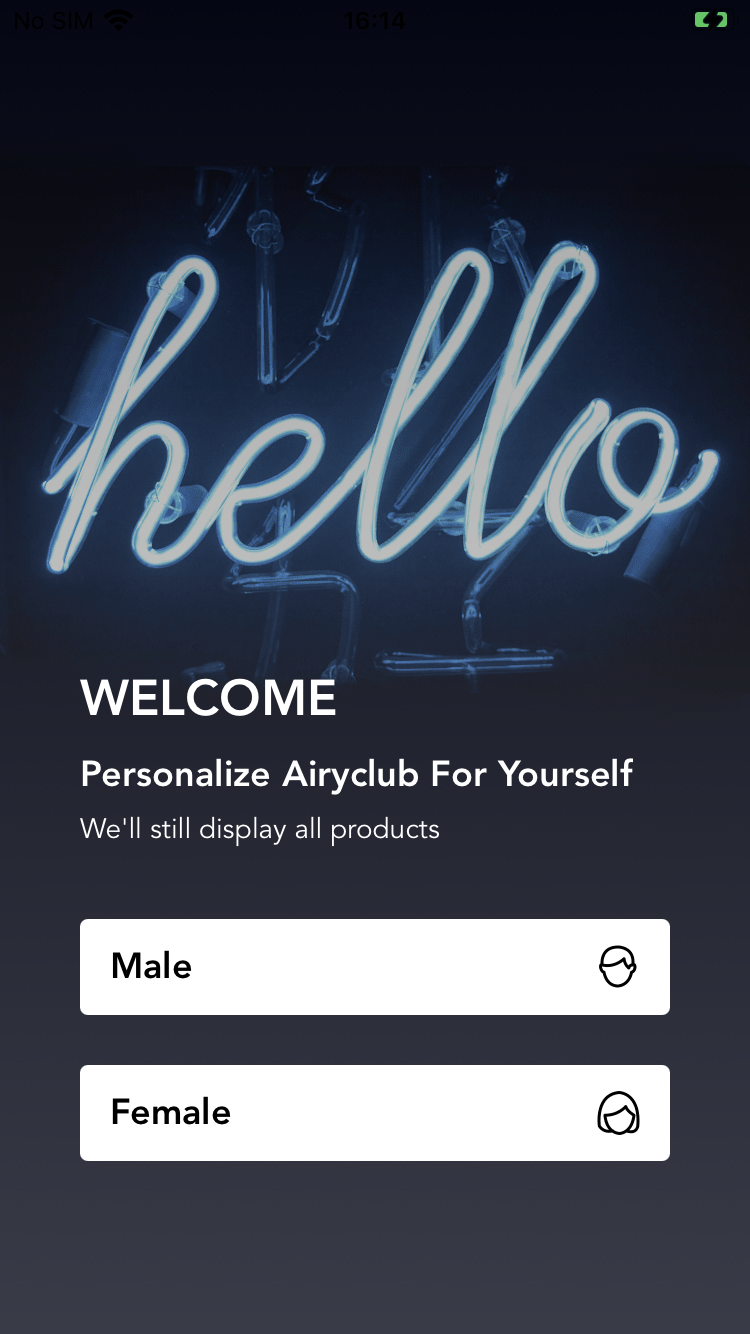 No SIM 16:14
hello
WELCOME
Personalize Airyclub For Yourself
We'll still display all products
Male
Female